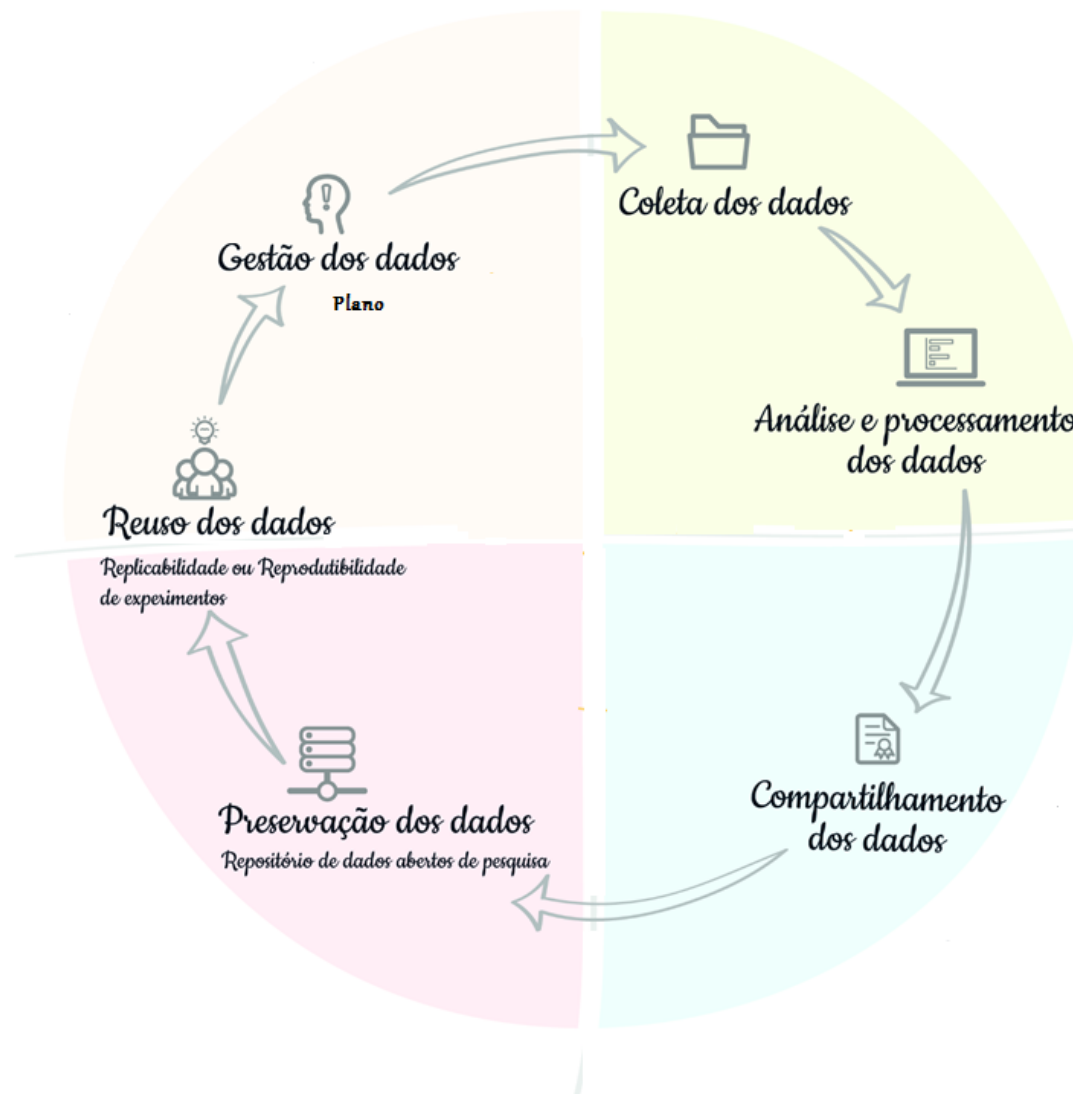 Coleta dos dados
Gestão dos dados
Plano
Análise e processamento
dos dados
Reuso dos dados
Replicabilidade ou Reprodutibilidade
de experimentos
Compartilhamento
dos dados
Preservação dos dados
Repositório de dados abertos de pesquisa